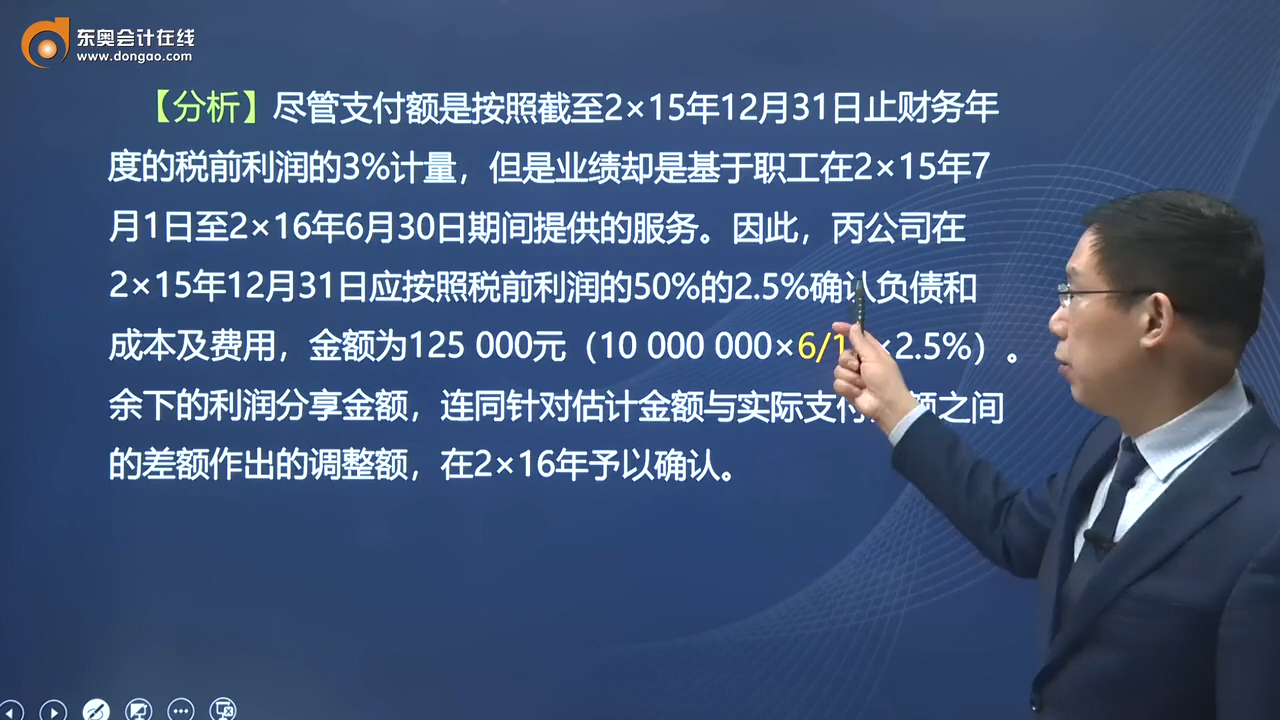 东奥会计在线
www.dongao.com
【分析】尽管支付额是按照截至2×15年12月31日止财务年
度的税前利润的3%计量，但是业绩却是基于职工在2×15年7
月1日至2×16年6月30日期间提供的服务。因此，丙公司在
2×15年12月31日应按照税前利润的50%的2.5%确认负债和
成本及费用，金额为125 000元（10 000 000×6/1 ×2.5%）。
余下的利润分享金额，连同针对估计金额与实际支付 额之间
的差额作出的调整额，在2×16年予以确认。